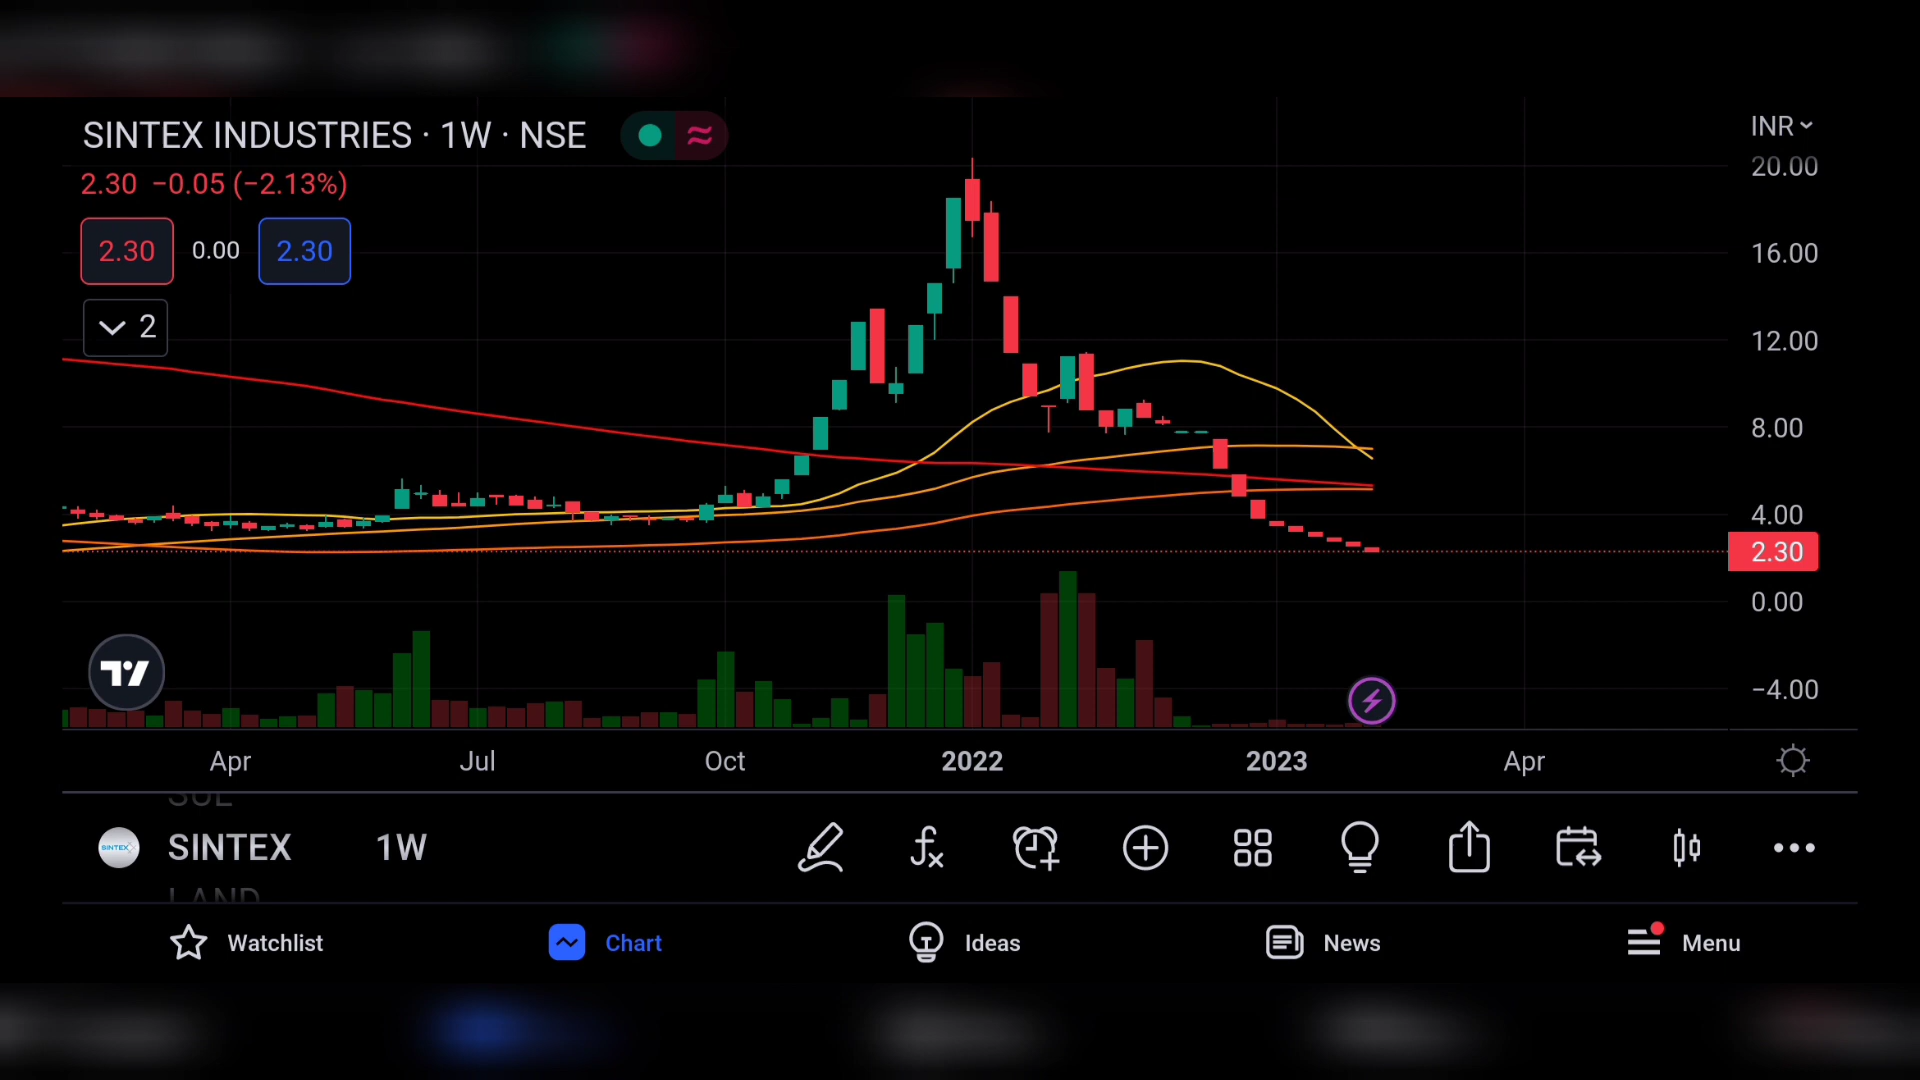 SINTEX INDUSTRIES · 1W · NSE
INR
2.30 −0.05 (−2.13%)
2.30 0.00 2.30
2
20.00
16.00
12.00
8.00
4.00
2.30
0.00
−4.00
Apr Jul Oct 2022 2023 Apr
SINTEX 1W
SINTEX
LAND
Watchlist Chart Ideas News Menu